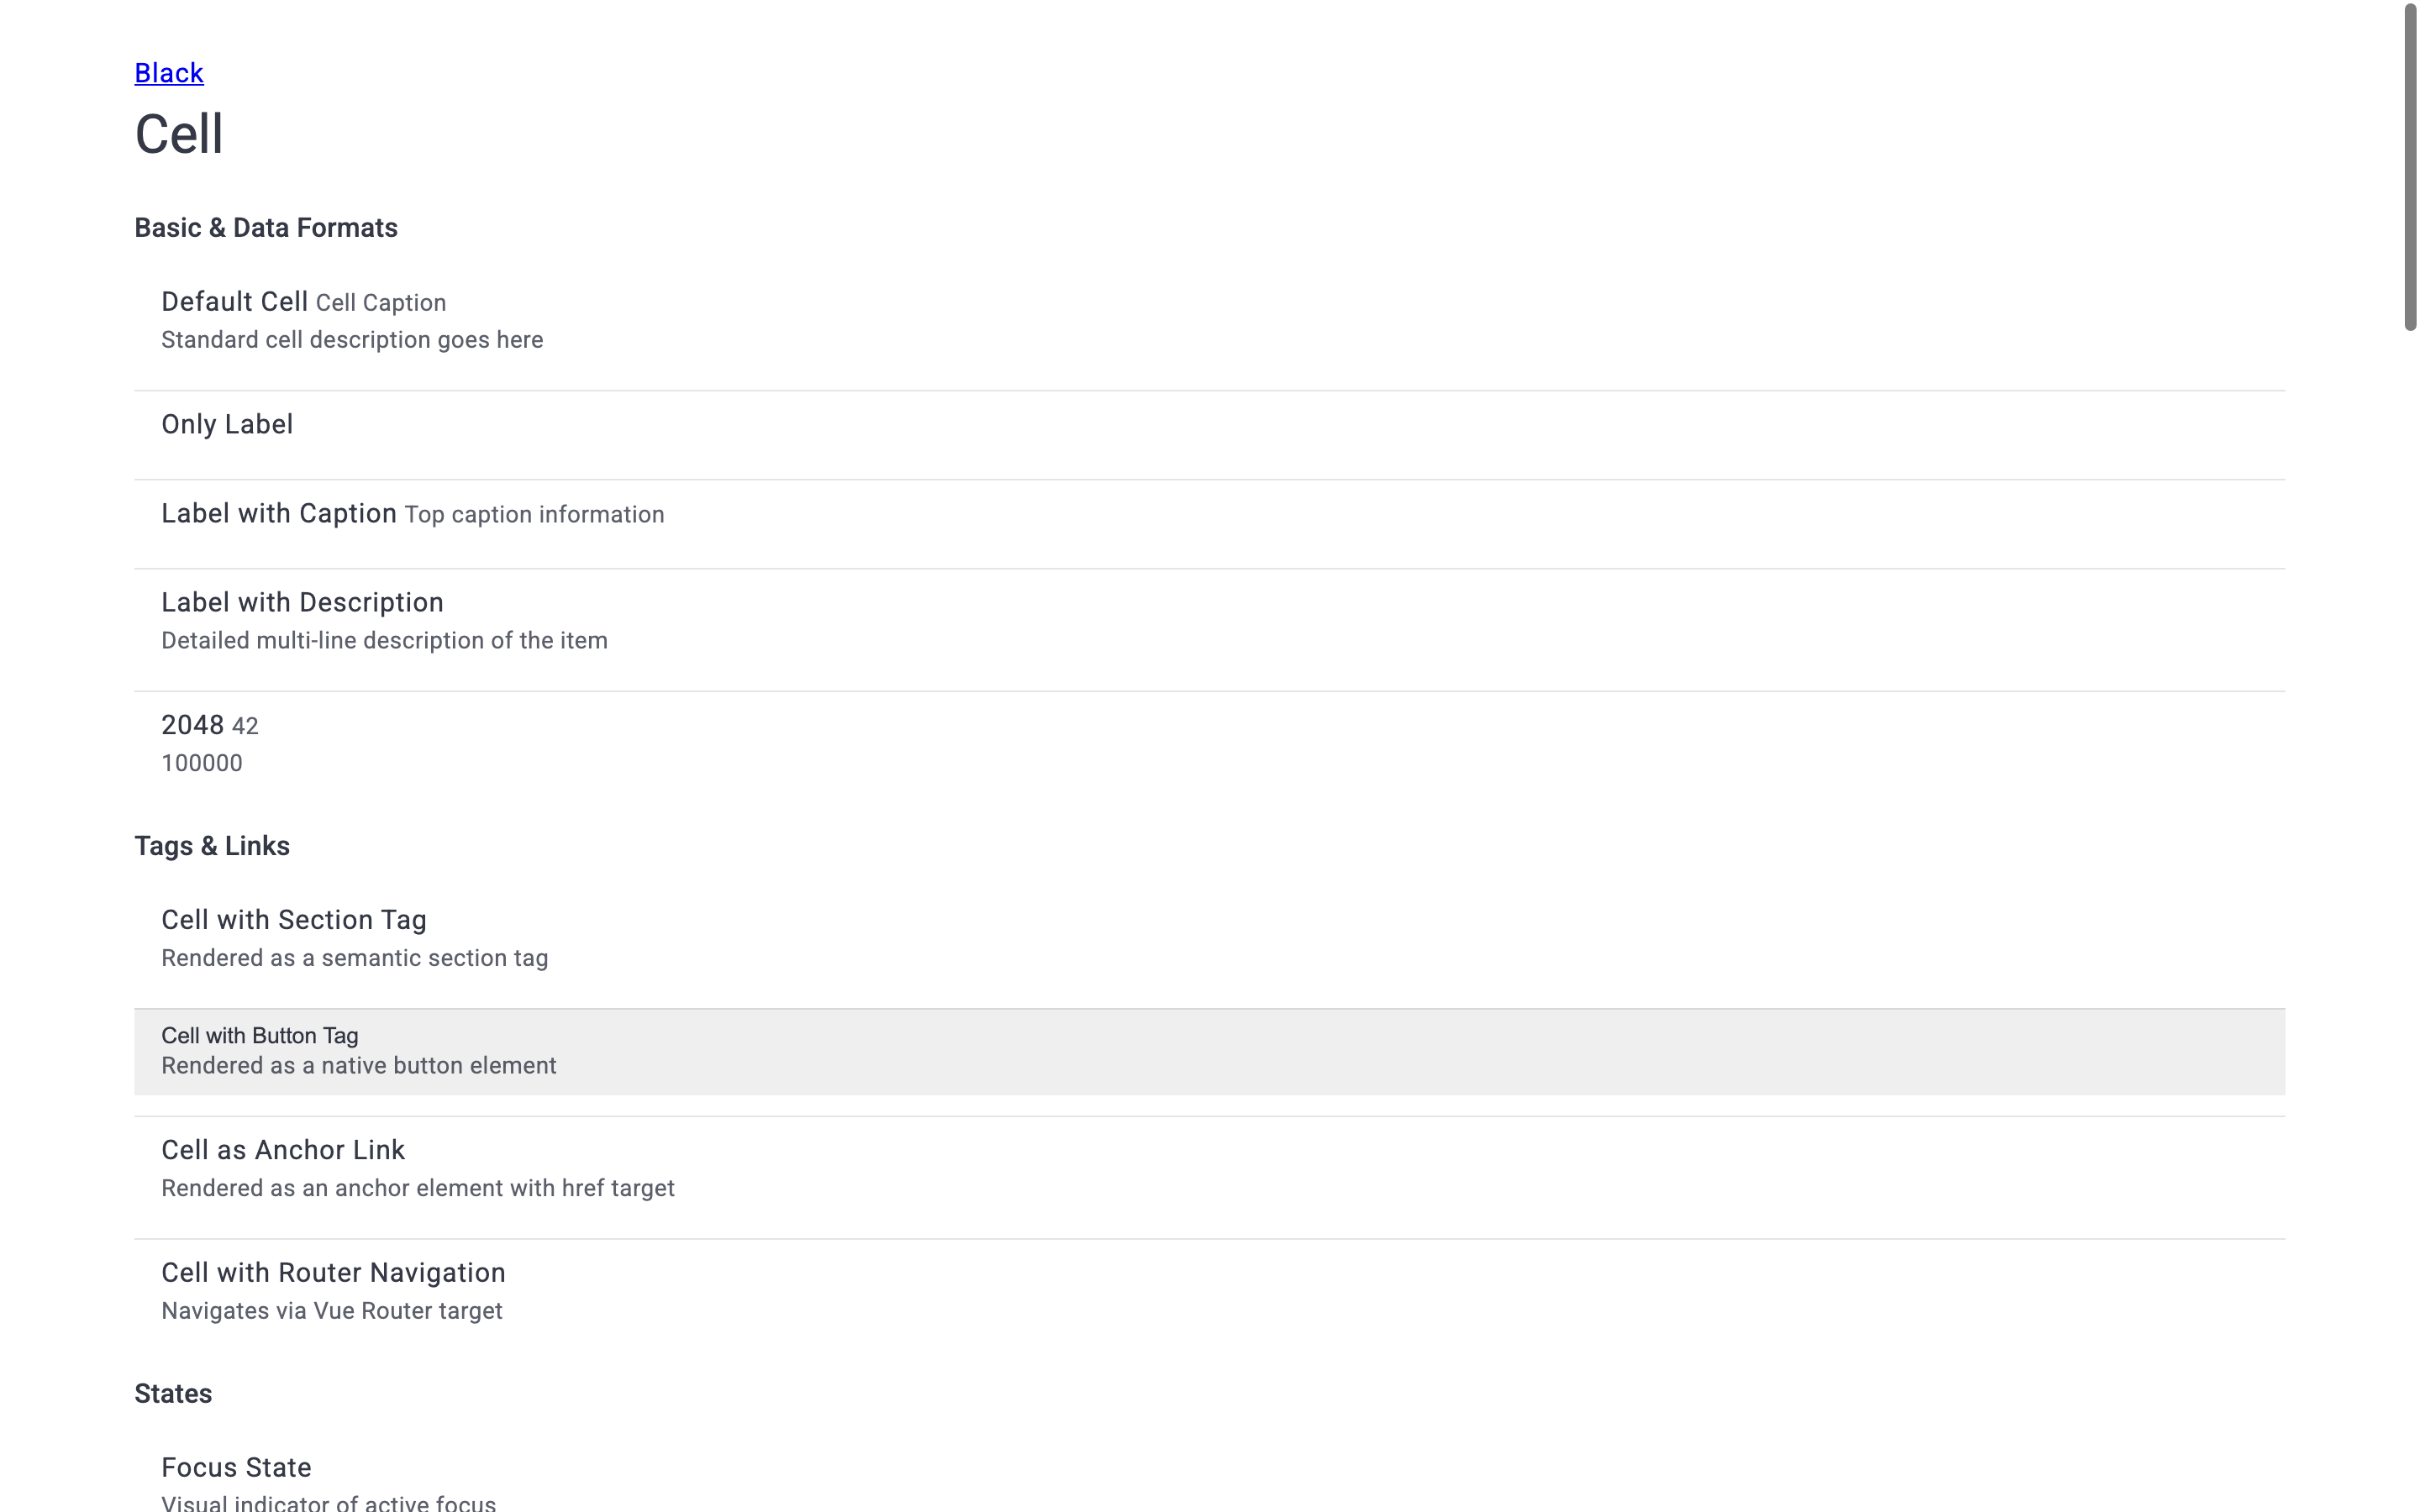 Black
Cell
Basic & Data Formats
Default Cell Cell Caption
Standard cell description goes here
Only Label
Label with Caption Top caption information
Label with Description
Detailed multi-line description of the item
2048 42
100000
Tags & Links
Cell with Section Tag
Rendered as a semantic section tag
Cell with Button Tag
Rendered as a native button element
Cell as Anchor Link
Rendered as an anchor element with href target
Cell with Router Navigation
Navigates via Vue Router target
States
Focus State
Visual indicator of active focus